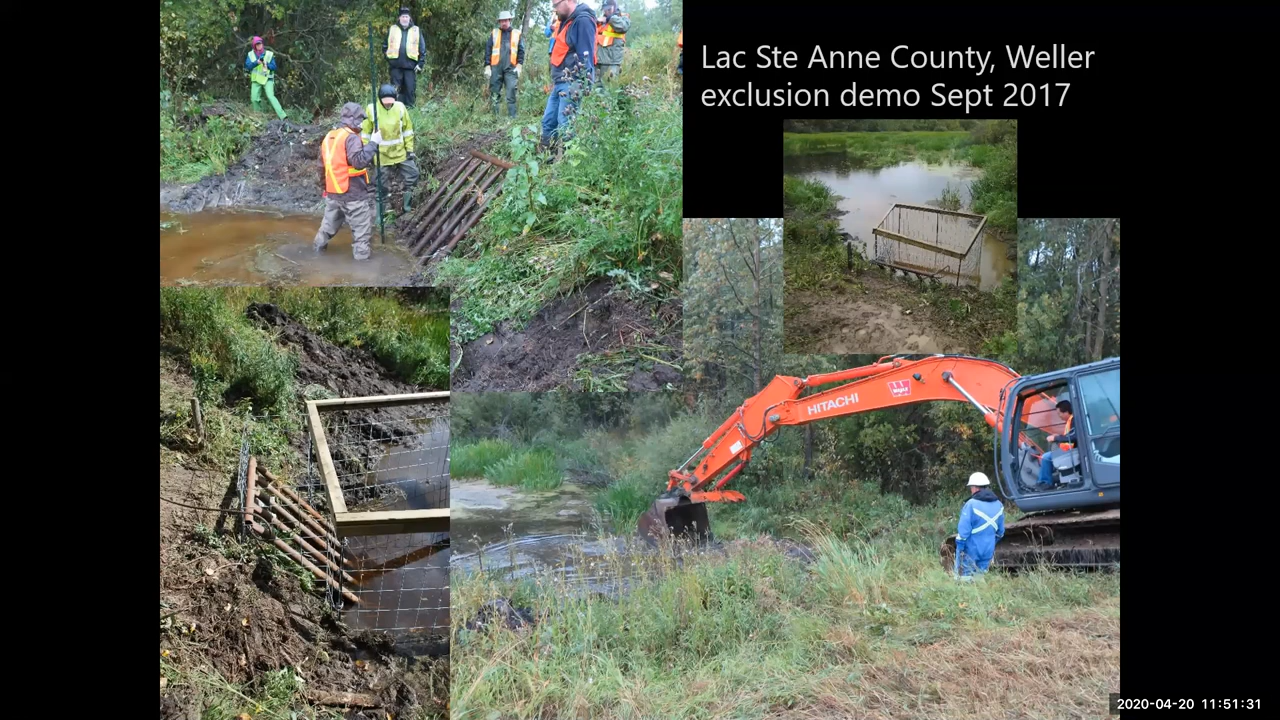 Lac Ste Anne County, Weller
exclusion demo Sept 2017
HITACHI
2020-04-20 11:51:31